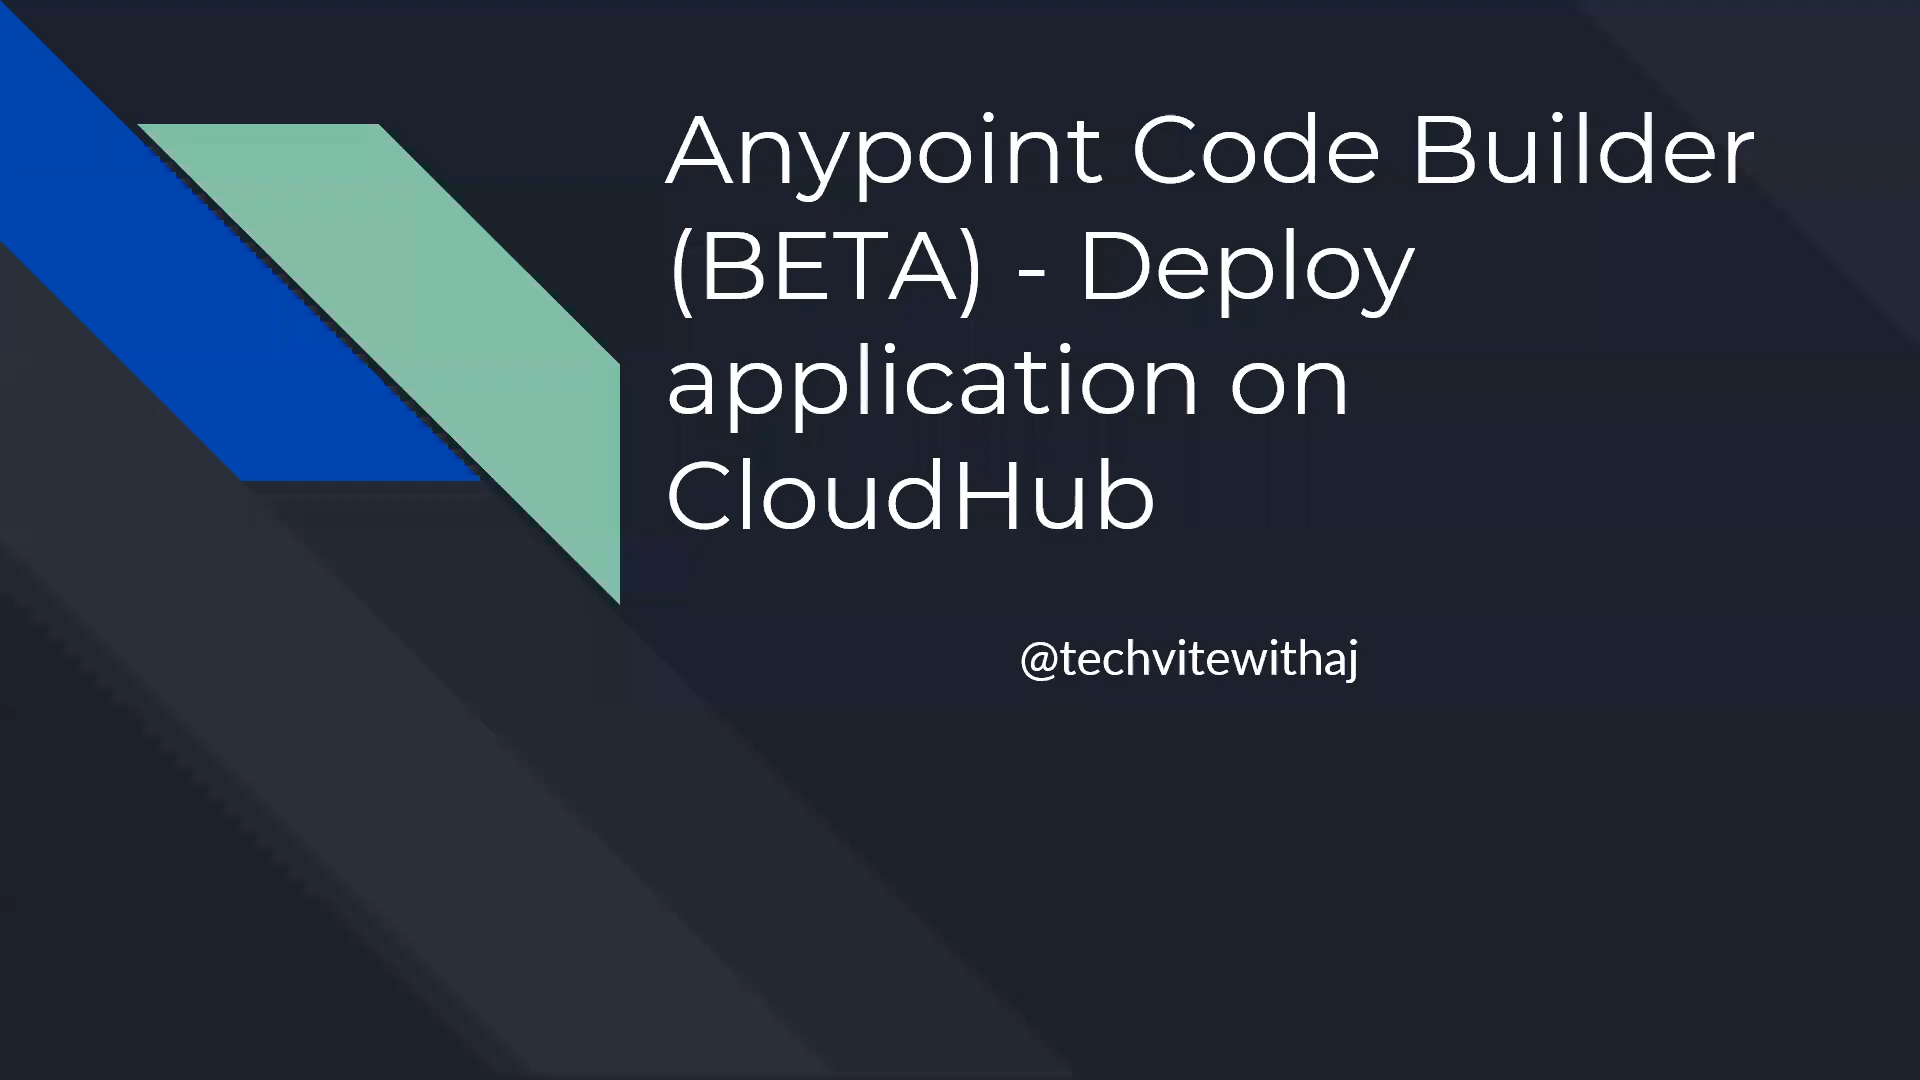 Anypoint Code Builder
(BETA) - Deploy
application on
CloudHub
@techvitewithaj